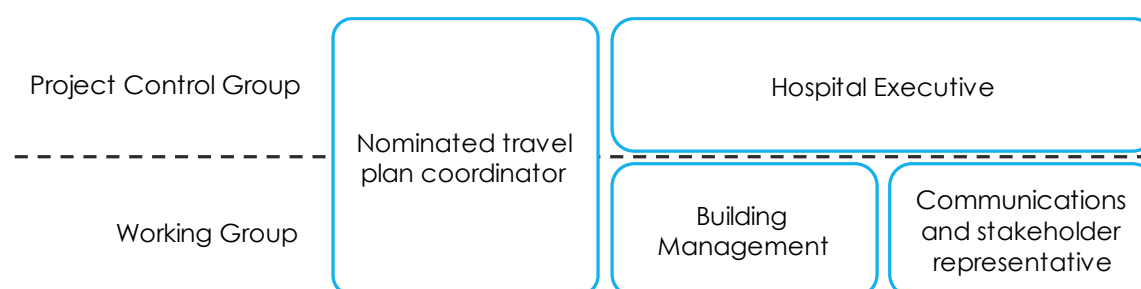 Project Control Group
Hospital Executive
Nominated travel
plan coordinator
Working Group
Building
Management
Communications
and stakeholder
representative